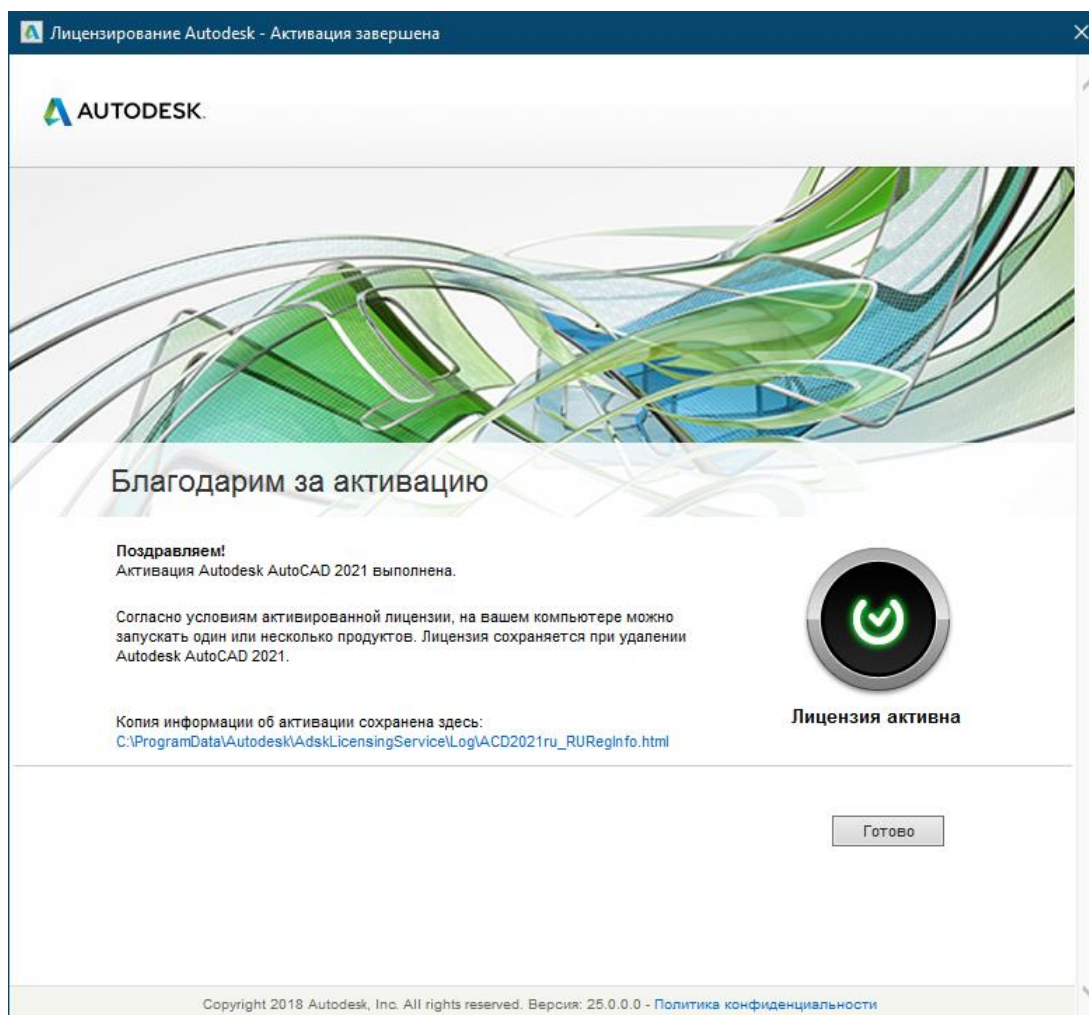 Лицензирование Autodesk - Активация завершена
AUTODESK.
Благодарим за активацию
Поздравляем!
Активация Autodesk AutoCAD 2021 выполнена.
Согласно условиям активированной лицензии, на вашем компьютере можно
запускать один или несколько продуктов. Лицензия сохраняется при удалении
Autodesk AutoCAD 2021.
Лицензия активна
Копия информации об активации сохранена здесь:
C:\ProgramData\Autodesk\AdskLicensingService\Log\ACD2021ru_RURegInfo.html
Готово
Copyright 2018 Autodesk, Inc. All rights reserved. Версия: 25.0.0.0 - Политика конфиденциальности